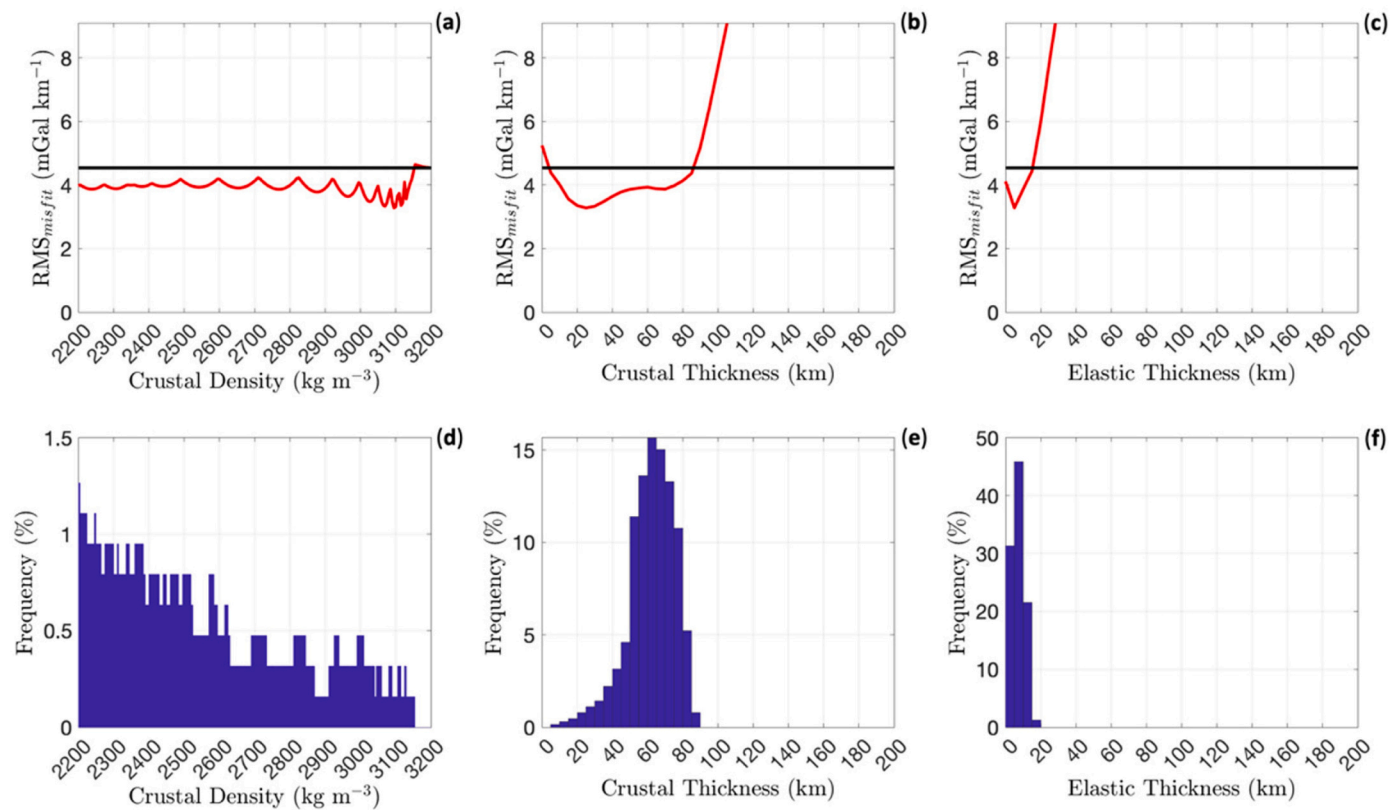 (a)
RMS_misfit (mGal km⁻¹)
8
6
4
2
0
2200 2300 2400 2500 2600 2700 2800 2900 3000 3100 3200
Crustal Density (kg m⁻³)
(b)
RMS_misfit (mGal km⁻¹)
8
6
4
2
0
0 20 40 60 80 100 120 140 160 180 200
Crustal Thickness (km)
(c)
RMS_misfit (mGal km⁻¹)
8
6
4
2
0
0 20 40 60 80 100 120 140 160 180 200
Elastic Thickness (km)
(d)
Frequency (%)
1.5
1
0.5
0
2200 2300 2400 2500 2600 2700 2800 2900 3000 3100 3200
Crustal Density (kg m⁻³)
(e)
Frequency (%)
15
10
5
0
0 20 40 60 80 100 120 140 160 180 200
Crustal Thickness (km)
(f)
Frequency (%)
50
40
30
20
10
0
0 20 40 60 80 100 120 140 160 180 200
Elastic Thickness (km)